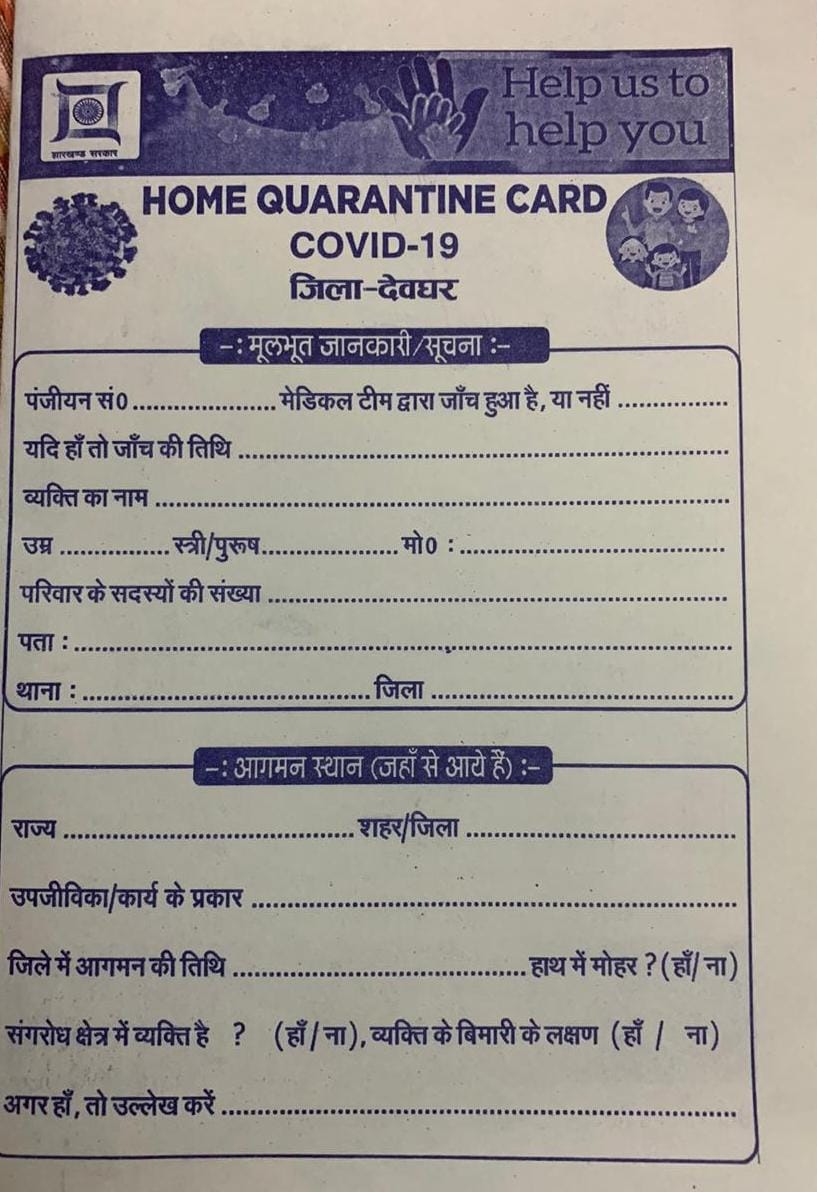 झारखण्ड सरकार
Help us to
help you
HOME QUARANTINE CARD
COVID-19
जिला-देवघर
-: मूलभूत जानकारी/सूचना :-
पंजीयन सं0 .................... मेडिकल टीम द्वारा जाँच हुआ है, या नहीं ................
यदि हाँ तो जाँच की तिथि ......................................................................
व्यक्ति का नाम ..................................................................................
उम्र ................ स्त्री/पुरूष.................... मो0 :......................................
परिवार के सदस्यों की संख्या ..................................................................
पता :..............................................................................................
थाना : ......................................... जिला ...........................................
-: आगमन स्थान (जहाँ से आये हैं) :-
राज्य .......................................... शहर/जिला ......................................
उपजीविका/कार्य के प्रकार .....................................................................
जिले में आगमन की तिथि .......................................... हाथ में मोहर ? (हाँ/ ना)
संगरोध क्षेत्र में व्यक्ति है ? (हाँ/ना), व्यक्ति के बिमारी के लक्षण (हाँ / ना)
अगर हाँ, तो उल्लेख करें .........................................................................